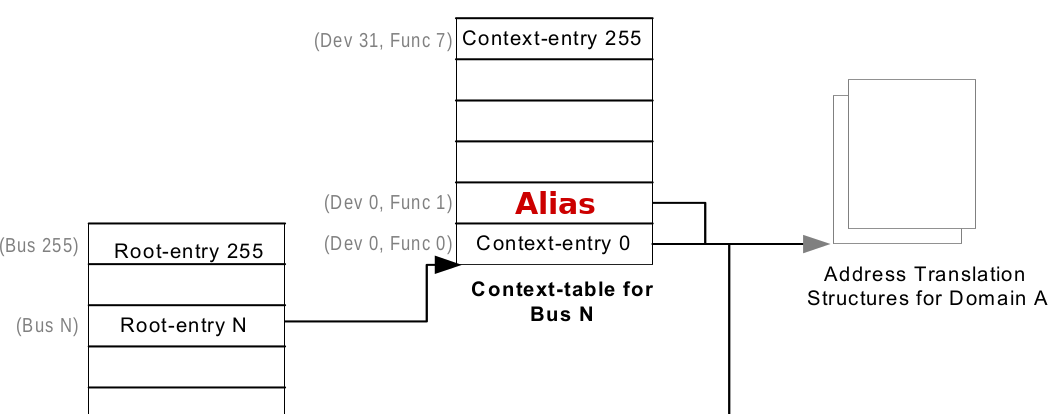 (Dev 31, Func 7)
Context-entry 255
(Dev 0, Func 1)
Alias
(Dev 0, Func 0)
Context-entry 0
Context-table for
Bus N
(Bus 255)
Root-entry 255
(Bus N)
Root-entry N
Address Translation
Structures for Domain A